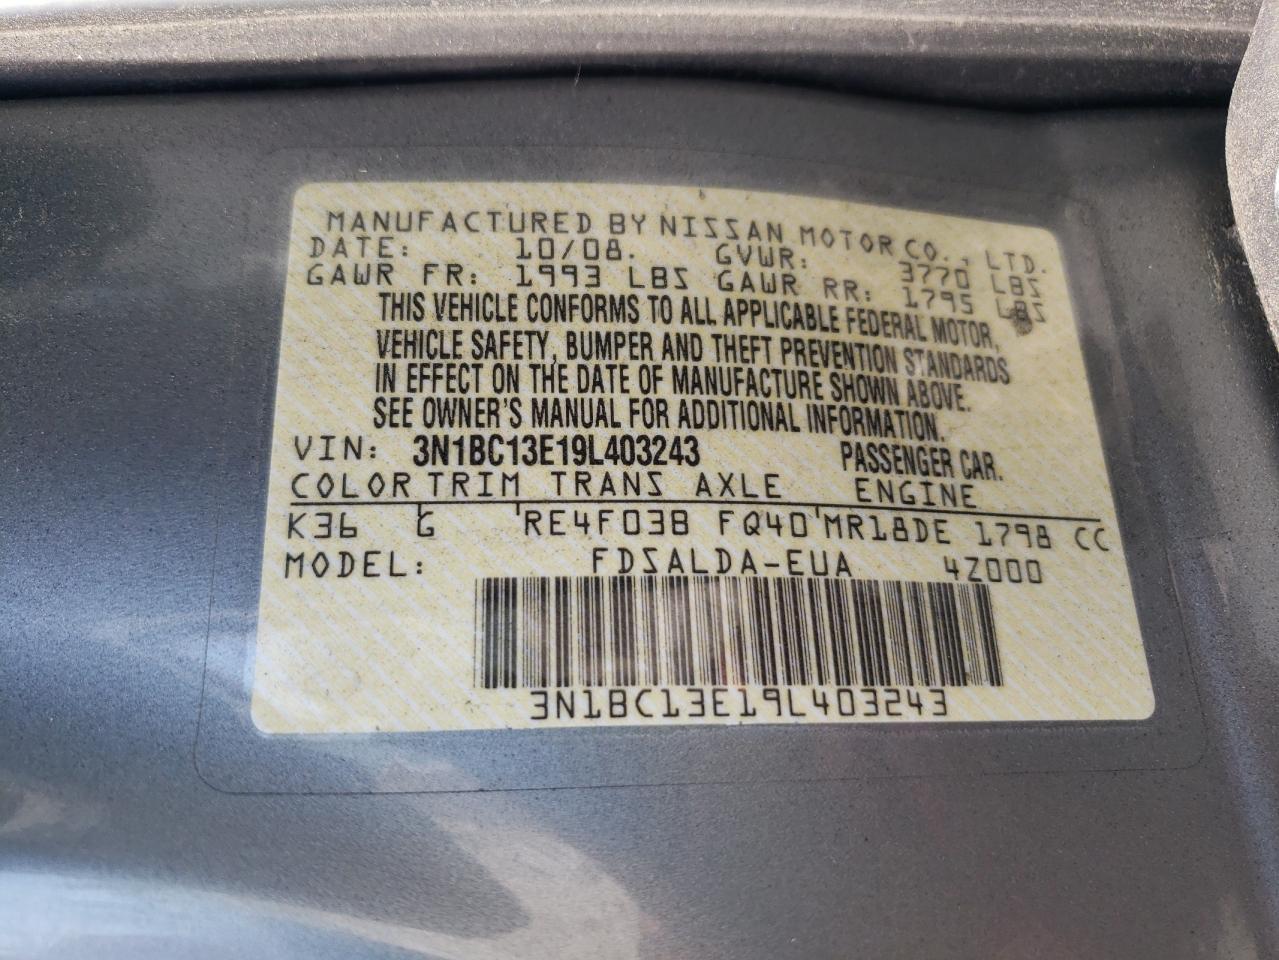 MANUFACTURED BY NISSAN MOTOR CO., LTD.
DATE: 10/08. GVWR: 3770 LBS
GAWR FR: 1993 LBS GAWR RR: 1795 LBS
THIS VEHICLE CONFORMS TO ALL APPLICABLE FEDERAL MOTOR,
VEHICLE SAFETY, BUMPER AND THEFT PREVENTION STANDARDS
IN EFFECT ON THE DATE OF MANUFACTURE SHOWN ABOVE.
SEE OWNER'S MANUAL FOR ADDITIONAL INFORMATION.
VIN: 3N1BC13E19L403243 PASSENGER CAR.
COLOR TRIM TRANS AXLE ENGINE
K36 G RE4F03B FQ40 MR18DE 1798 CC
MODEL: FDSALDA-EUA 4Z000
3N1BC13E19L403243